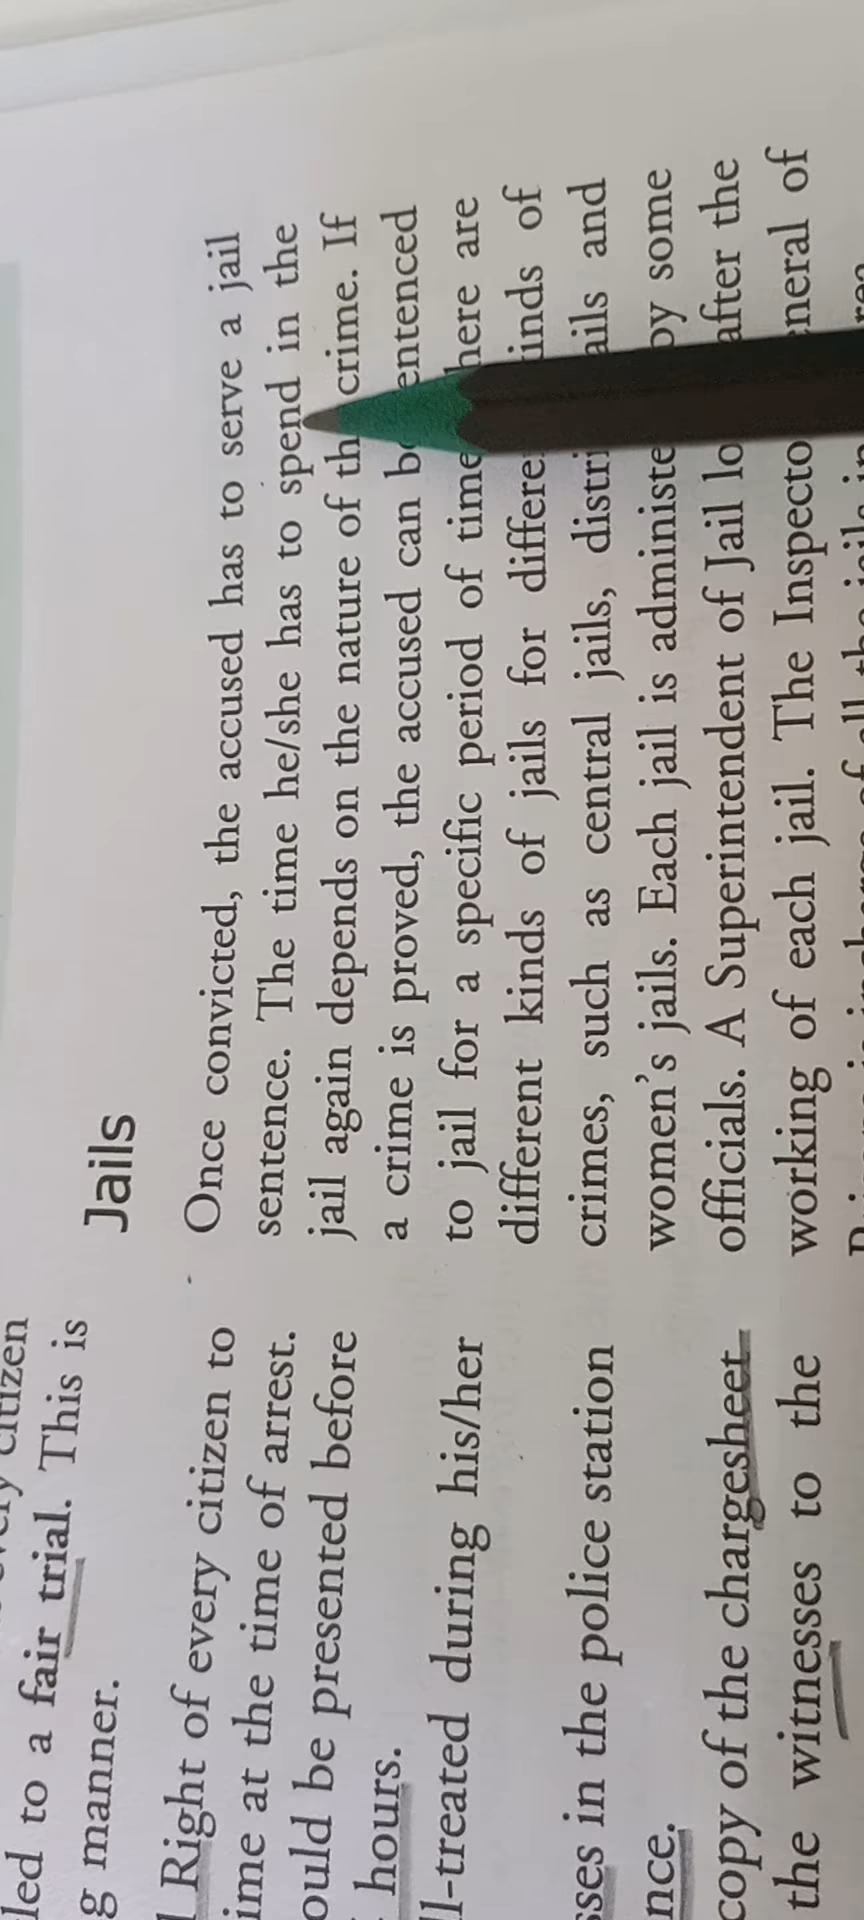 led to a fair trial. This is
g manner.
Right of every citizen to
ime at the time of arrest.
ould be presented before
hours.
ll-treated during his/her
sses in the police station
nce.
copy of the chargesheet
the witnesses to the
Jails
Once convicted, the accused has to serve a jail
sentence. The time he/she has to spend in the
jail again depends on the nature of th crime. If
a crime is proved, the accused can b entenced
to jail for a specific period of time here are
different kinds of jails for differe inds of
crimes, such as central jails, distri ails and
women's jails. Each jail is administe by some
officials. A Superintendent of Jail lo after the
working of each jail. The Inspecto neral of